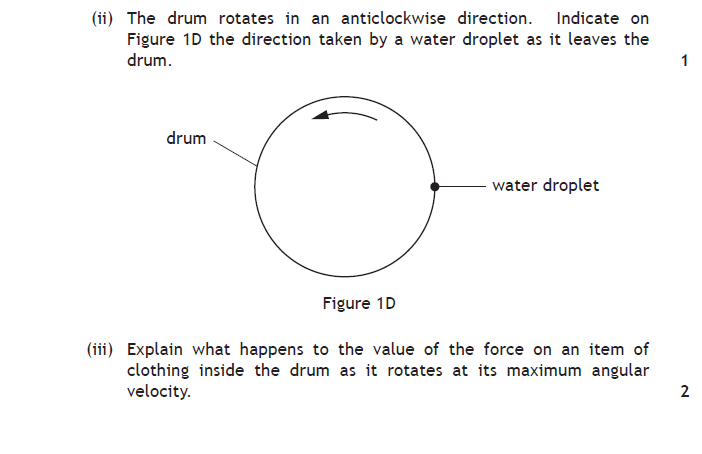 (ii) The drum rotates in an anticlockwise direction. Indicate on
Figure 1D the direction taken by a water droplet as it leaves the
drum. 1
drum
water droplet
Figure 1D
(iii) Explain what happens to the value of the force on an item of
clothing inside the drum as it rotates at its maximum angular
velocity. 2